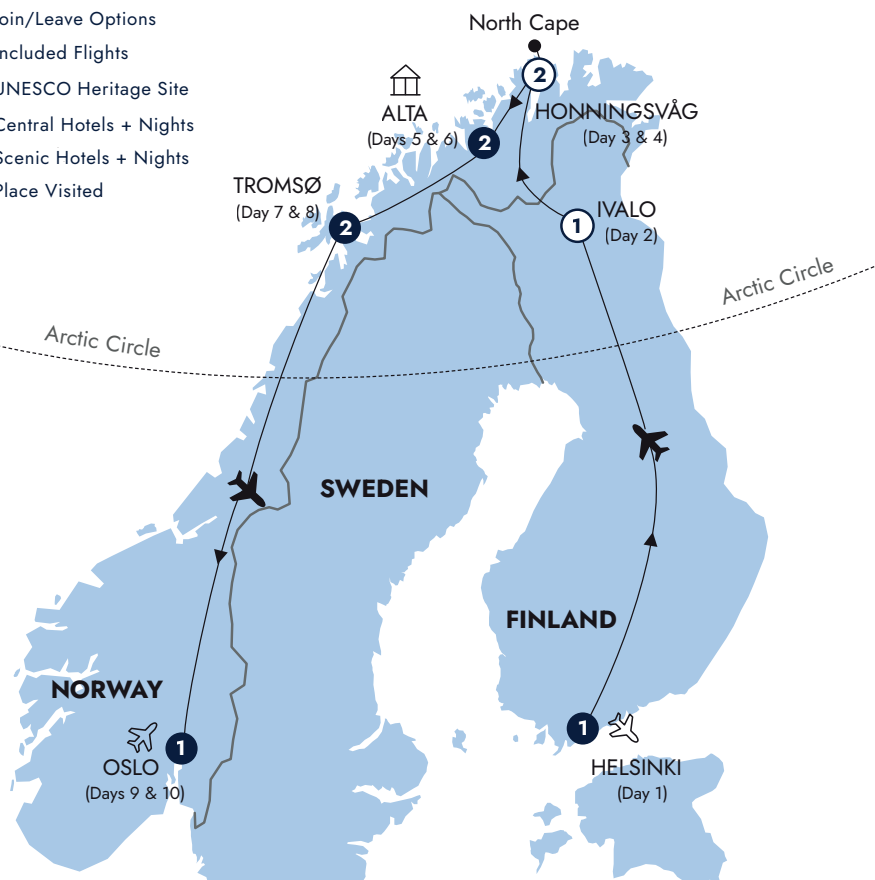 oin/Leave Options
ncluded Flights
UNESCO Heritage Site
Central Hotels + Nights
Scenic Hotels + Nights
Place Visited
North Cape
2
HONNINGSVÅG
(Day 3 & 4)
ALTA
(Days 5 & 6)
2
TROMSØ
(Day 7 & 8)
2
IVALO
(Day 2)
1
Arctic Circle
Arctic Circle
SWEDEN
FINLAND
NORWAY
1
OSLO
(Days 9 & 10)
1
HELSINKI
(Day 1)